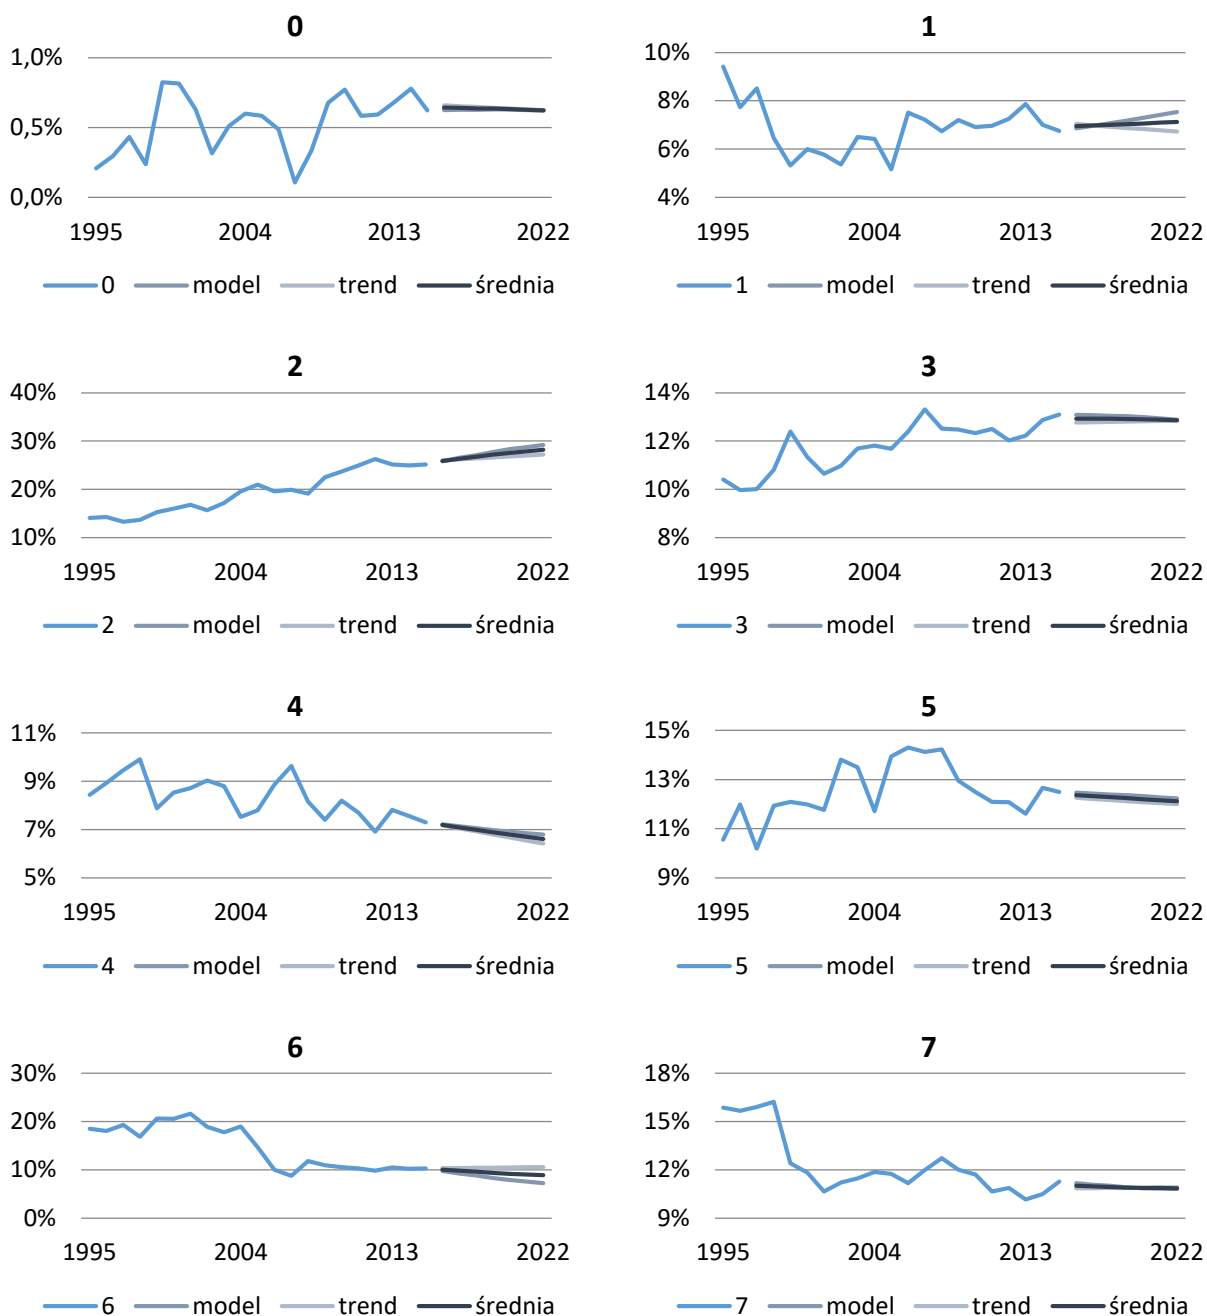 0
1,0%
0,5%
0,0%
1995 2004 2013 2022
0 model trend średnia
1
10%
8%
6%
4%
1995 2004 2013 2022
1 model trend średnia
2
40%
30%
20%
10%
1995 2004 2013 2022
2 model trend średnia
3
14%
12%
10%
8%
1995 2004 2013 2022
3 model trend średnia
4
11%
9%
7%
5%
1995 2004 2013 2022
4 model trend średnia
5
15%
13%
11%
9%
1995 2004 2013 2022
5 model trend średnia
6
30%
20%
10%
0%
1995 2004 2013 2022
6 model trend średnia
7
18%
15%
12%
9%
1995 2004 2013 2022
7 model trend średnia